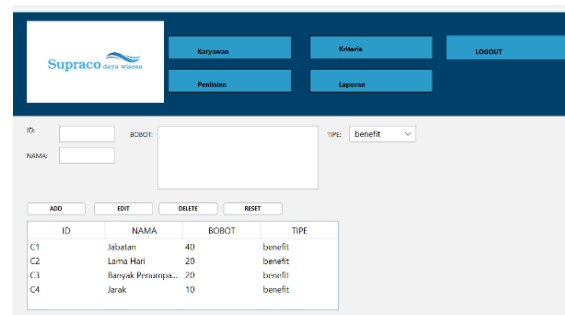 Supraco daya wisesa
Karyawan
Kriteria
LOGOUT
Penilaian
Laporan
ID:
BOBOT:
TIPE:
benefit
NAMA:
ADD
EDIT
DELETE
RESET
ID NAMA BOBOT TIPE
C1 Jabatan 40 benefit
C2 Lama Hari 20 benefit
C3 Banyak Penumpa... 20 benefit
C4 Jarak 10 benefit